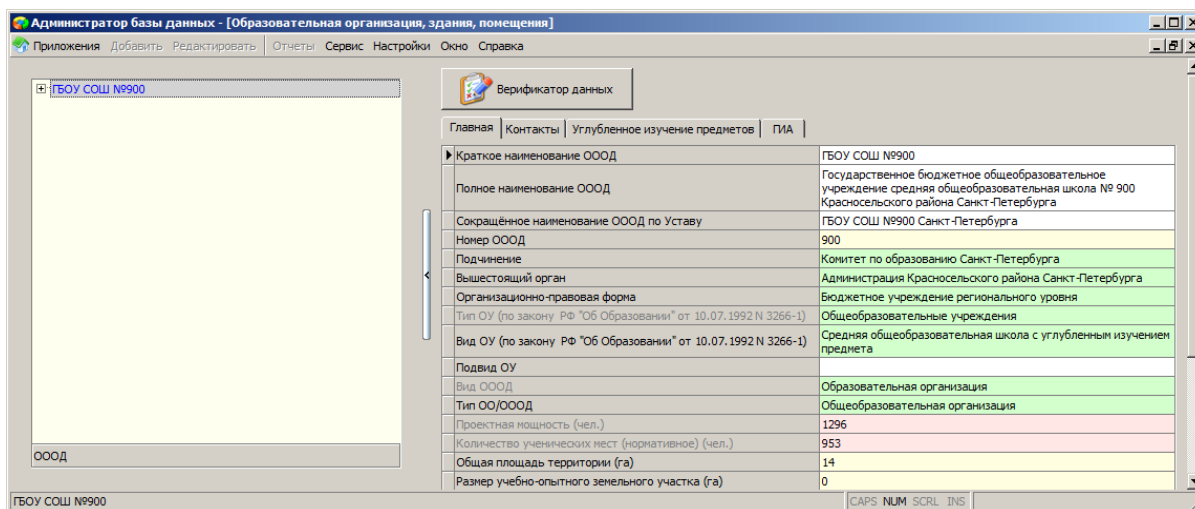 Администратор базы данных - [Образовательная организация, здания, помещения]
Приложения Добавить Редактировать Отчеты Сервис Настройки Окно Справка
ГБОУ СОШ №900
Верификатор данных
Главная Контакты Углубленное изучение предметов ГИА
Краткое наименование ОООД ГБОУ СОШ №900
Полное наименование ОООД Государственное бюджетное общеобразовательное
учреждение средняя общеобразовательная школа № 900
Красносельского района Санкт-Петербурга
Сокращённое наименование ОООД по Уставу ГБОУ СОШ №900 Санкт-Петербурга
Номер ОООД 900
Подчинение Комитет по образованию Санкт-Петербурга
Вышестоящий орган Администрация Красносельского района Санкт-Петербурга
Организационно-правовая форма Бюджетное учреждение регионального уровня
Тип ОУ (по закону РФ "Об Образовании" от 10.07.1992 N 3266-1) Общеобразовательные учреждения
Вид ОУ (по закону РФ "Об Образовании" от 10.07.1992 N 3266-1) Средняя общеобразовательная школа с углубленным изучением
предмета
Подвид ОУ
Вид ОООД Образовательная организация
Тип ОО/ОООД Общеобразовательная организация
Проектная мощность (чел.) 1296
Количество ученических мест (нормативное) (чел.) 953
Общая площадь территории (га) 14
Размер учебно-опытного земельного участка (га) 0
ОООД
ГБОУ СОШ №900 CAPS NUM SCRL INS